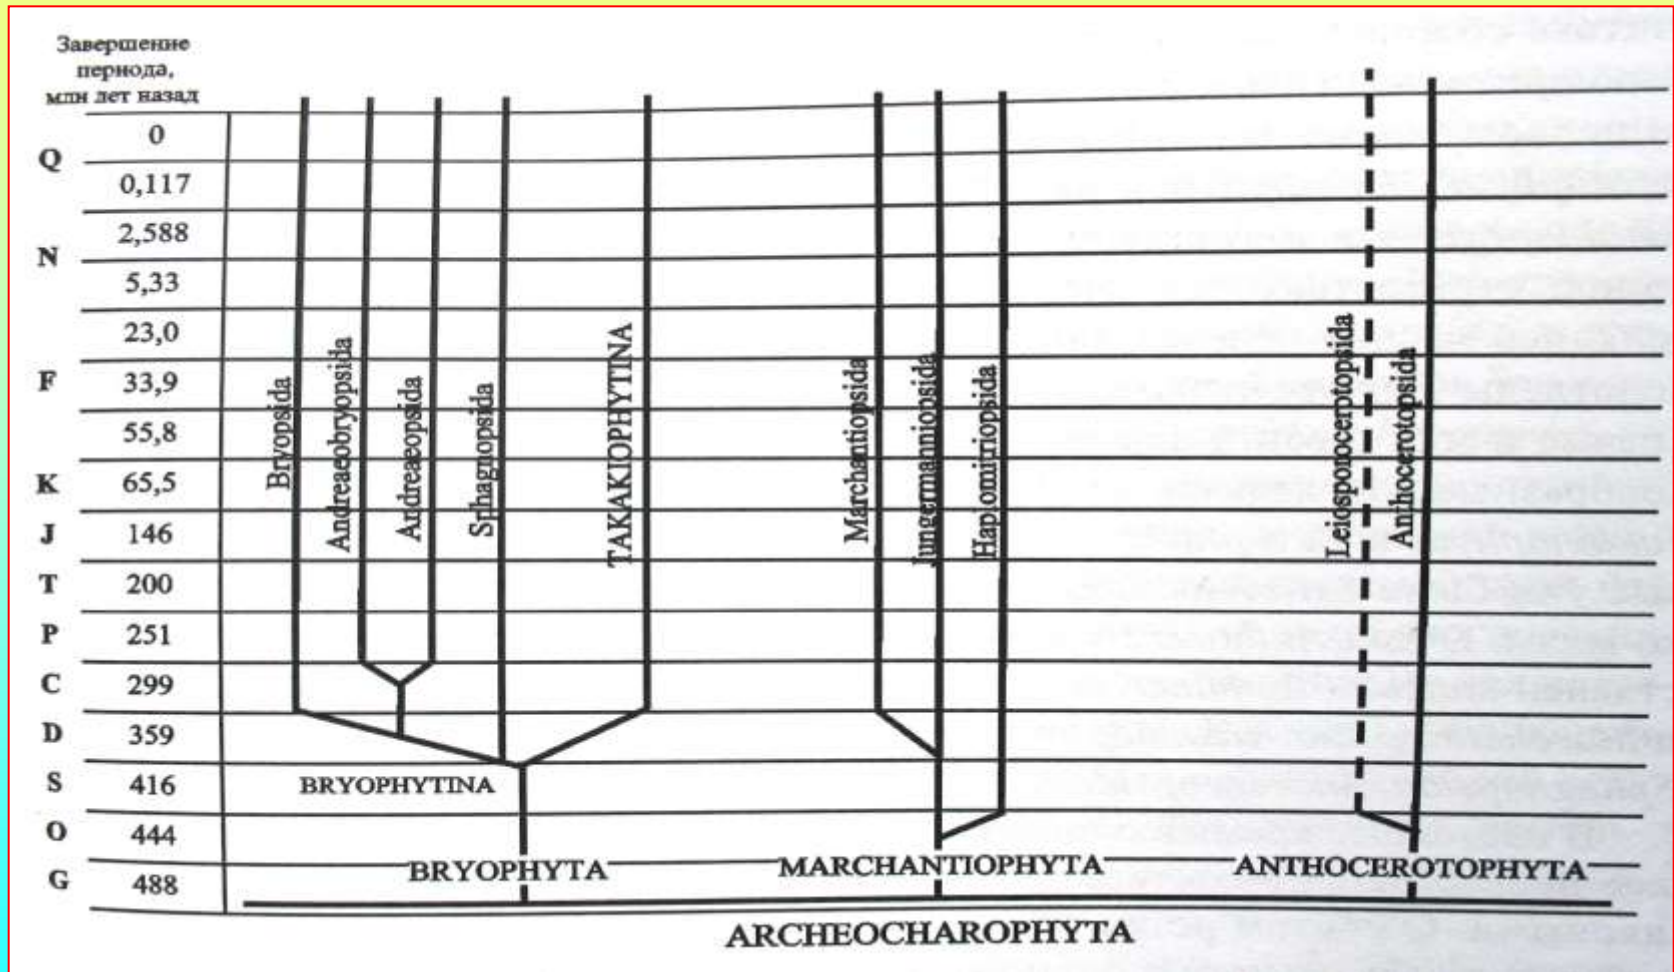 Завершение
периода,
млн лет назад
0
Q
0,117
2,588
N
5,33
23,0
F
33,9
55,8
K
65,5
J
146
T
200
P
251
C
299
D
359
S
416
O
444
G
488
Bryopsida
Andreaeobryopsida
Andreaeopsida
Sphagnopsida
TAKAKIOPHYTINA
Marchantiopsida
Jungermanniopsida
Haplomitriopsida
Leiosporocerotopsida
Anthocerotopsida
BRYOPHYTINA
BRYOPHYTA
MARCHANTIOPHYTA
ANTHOCEROTOPHYTA
ARCHEOCHAROPHYTA